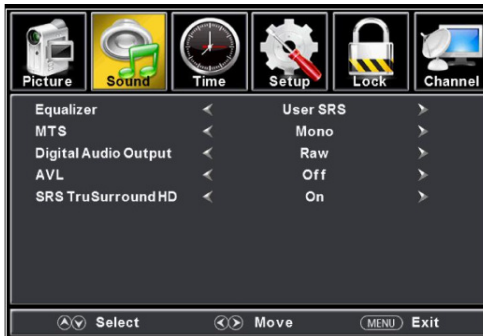 Picture Sound Time Setup Lock Channel
Equalizer User SRS
MTS Mono
Digital Audio Output Raw
AVL Off
SRS TruSurround HD On
Select Move MENU Exit